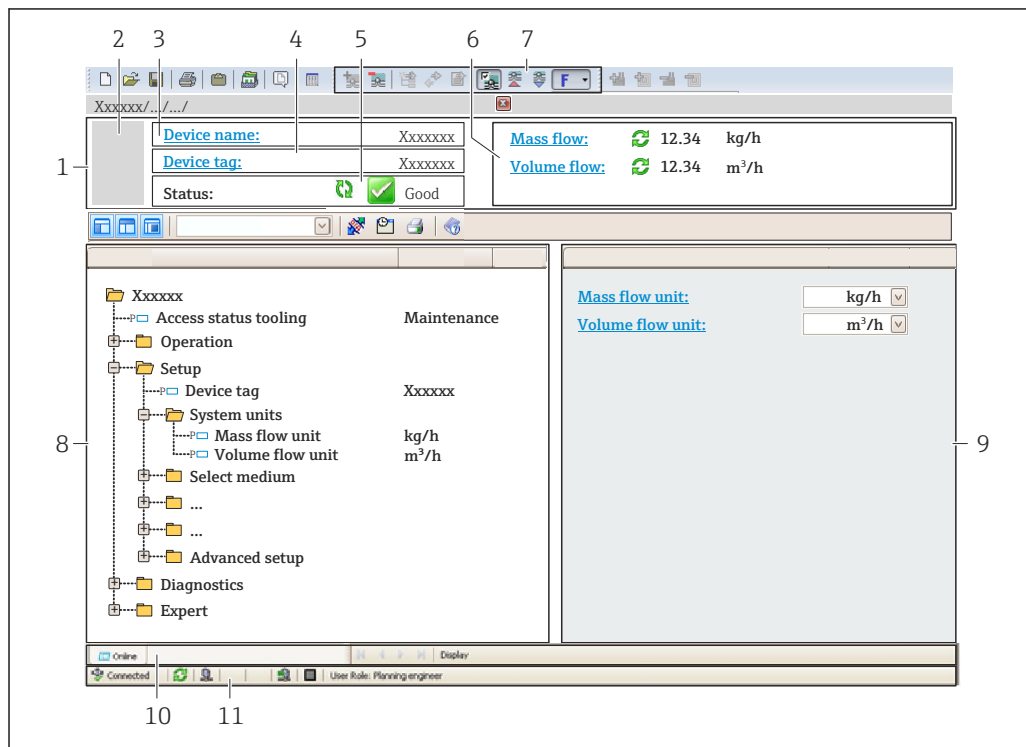 2 3 4 5 6 7
F
Xxxxxx/.../.../
1
Device name: Xxxxxxx
Device tag: Xxxxxxx
Status: Good
Mass flow: 12.34 kg/h
Volume flow: 12.34 m³/h
Xxxxxx
P Access status tooling Maintenance
Operation
Setup
P Device tag Xxxxxx
System units
P Mass flow unit kg/h
P Volume flow unit m³/h
Select medium
...
...
Advanced setup
Diagnostics
Expert
Mass flow unit: kg/h
Volume flow unit: m³/h
8
9
Online Display
Connected User Role: Planning engineer
10 11